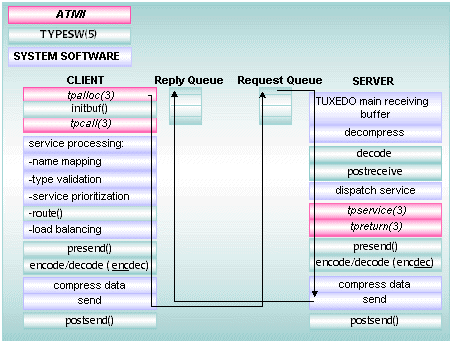 ATMI
TYPESW(5)
SYSTEM SOFTWARE
CLIENT
Reply Queue
Request Queue
SERVER
tpalloc(3)
initbuf()
tpcall(3)
service processing:
-name mapping
-type validation
-service prioritization
-route()
-load balancing
presend()
encode/decode (encdec)
compress data
send
postsend()
TUXEDO main receiving
buffer
decompress
decode
postreceive
dispatch service
tpservice(3)
tpreturn(3)
presend()
encode/decode (encdec)
compress data
send
postsend()